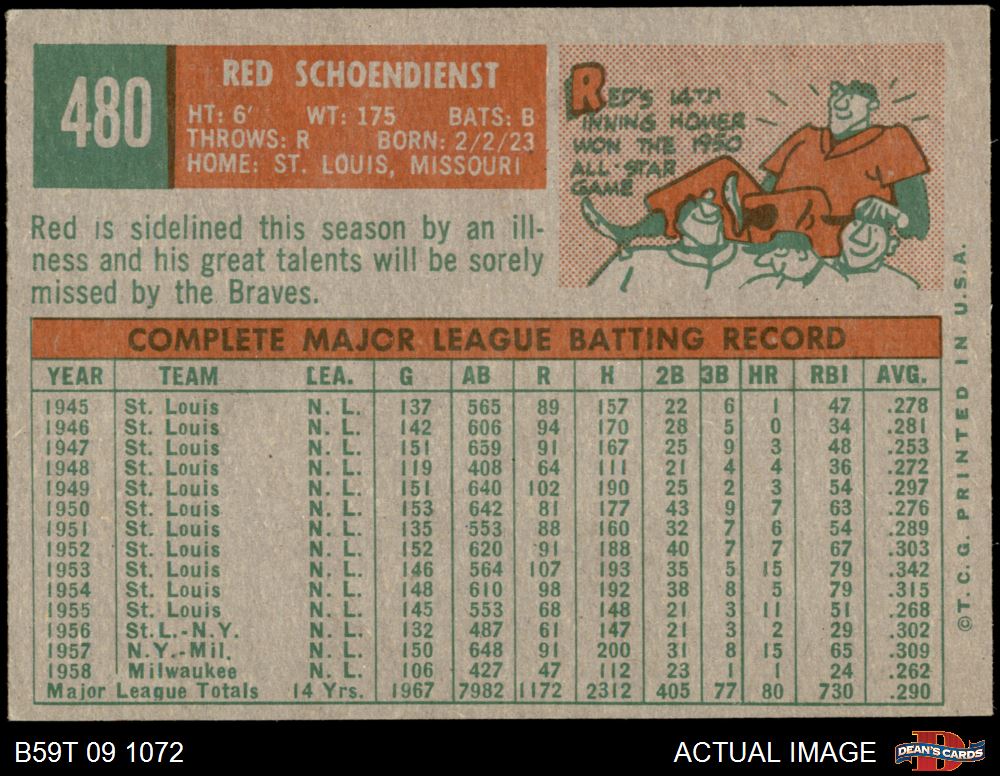 480
RED SCHOENDIENST
HT: 6' WT: 175 BATS: B
THROWS: R BORN: 2/2/23
HOME: ST. LOUIS, MISSOURI
RED'S 14TH
INNING HOMER
WON THE 1950
ALL-STAR
GAME
Red is sidelined this season by an ill-
ness and his great talents will be sorely
missed by the Braves.
COMPLETE MAJOR LEAGUE BATTING RECORD
YEAR TEAM LEA. G AB R H 2B 3B HR RBI AVG.
1945 St. Louis N. L. 137 565 89 157 22 6 1 47 .278
1946 St. Louis N. L. 142 606 94 170 28 5 0 34 .281
1947 St. Louis N. L. 151 659 91 167 25 9 3 48 .253
1948 St. Louis N. L. 119 408 64 111 21 4 4 36 .272
1949 St. Louis N. L. 151 640 102 190 25 2 3 54 .297
1950 St. Louis N. L. 153 642 81 177 43 9 7 63 .276
1951 St. Louis N. L. 135 553 88 160 32 7 6 54 .289
1952 St. Louis N. L. 152 620 91 188 40 7 7 67 .303
1953 St. Louis N. L. 146 564 107 193 35 5 15 79 .342
1954 St. Louis N. L. 148 610 98 192 38 8 5 79 .315
1955 St. Louis N. L. 145 553 68 148 21 3 11 51 .268
1956 St.L.-N.Y. N. L. 132 487 61 147 21 3 2 29 .302
1957 N.Y.-Mil. N. L. 150 648 91 200 31 8 15 65 .309
1958 Milwaukee N. L. 106 427 47 112 23 1 1 24 .262
Major League Totals 14 Yrs. 1967 7982 1172 2312 405 77 80 730 .290
©T.C.G. PRINTED IN U.S.A.
B59T 09 1072
ACTUAL IMAGE
DEAN'S CARDS